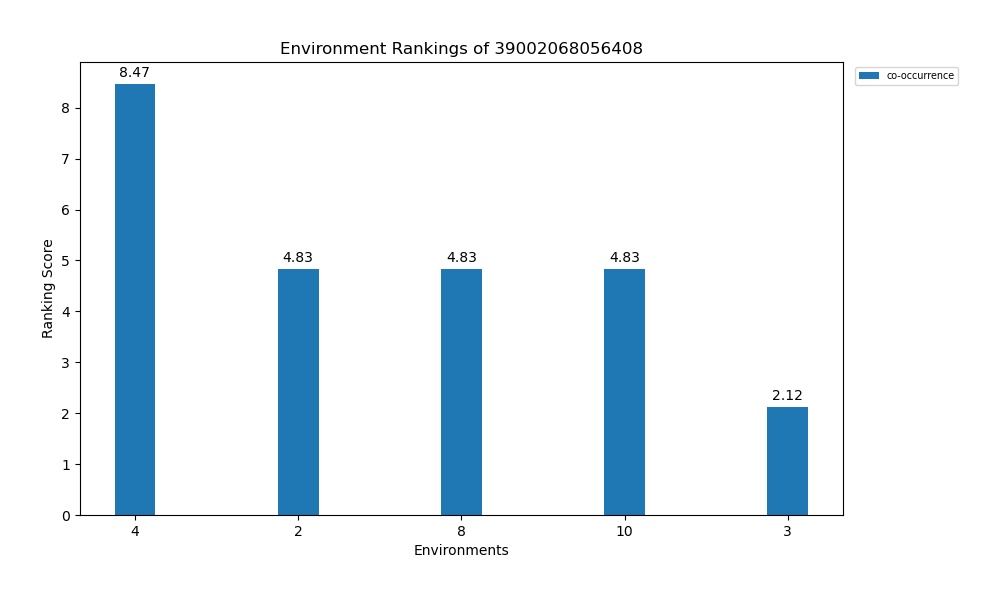 Environment Rankings of 39002068056408
co-occurrence
8.47
4.83
4.83
4.83
2.12
Ranking Score
8
7
6
5
4
3
2
1
0
4 2 8 10 3
Environments